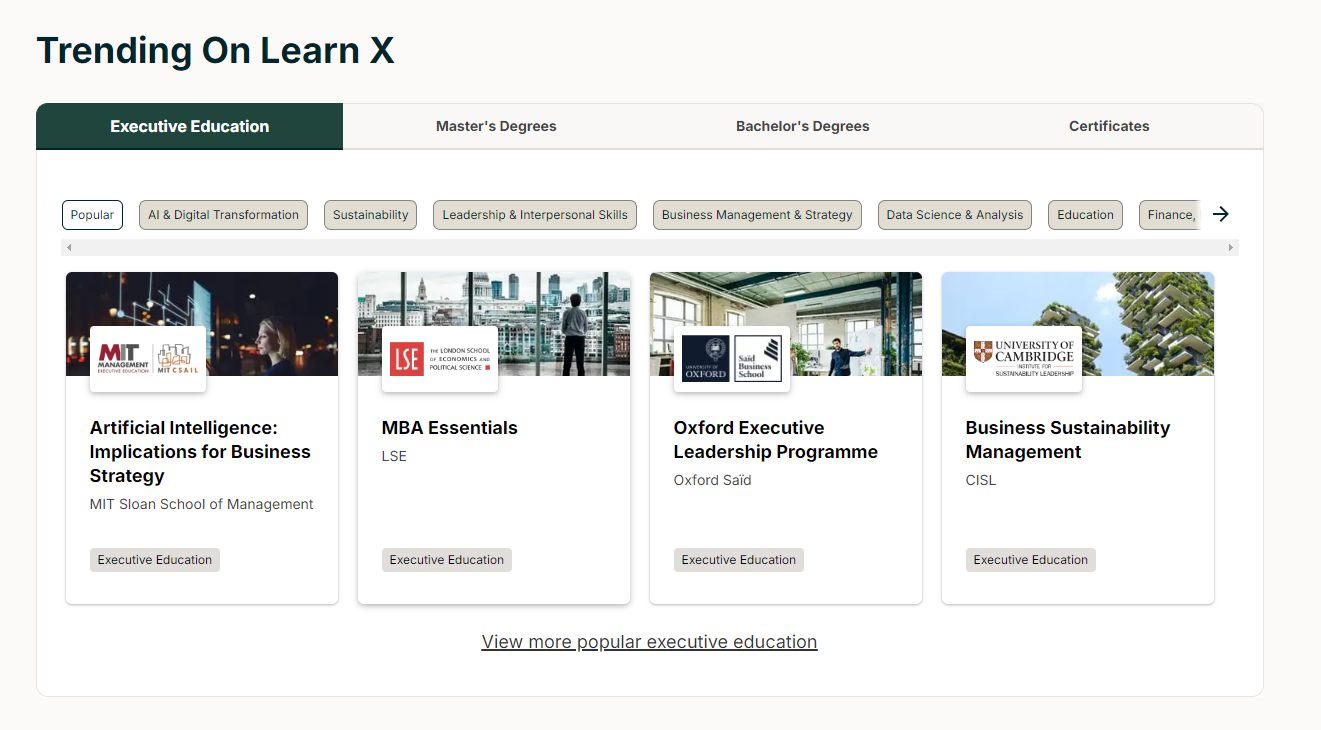 Trending On Learn X
Executive Education
Master's Degrees
Bachelor's Degrees
Certificates
Popular
AI & Digital Transformation
Sustainability
Leadership & Interpersonal Skills
Business Management & Strategy
Data Science & Analysis
Education
Finance,
MIT
MANAGEMENT
EXECUTIVE EDUCATION
MIT CSAIL
Artificial Intelligence:
Implications for Business
Strategy
MIT Sloan School of Management
Executive Education
LSE
THE LONDON SCHOOL
OF ECONOMICS AND
POLITICAL SCIENCE
MBA Essentials
LSE
Executive Education
UNIVERSITY OF
OXFORD
Saïd
Business
School
Oxford Executive
Leadership Programme
Oxford Saïd
Executive Education
UNIVERSITY OF
CAMBRIDGE
INSTITUTE FOR
SUSTAINABILITY LEADERSHIP
Business Sustainability
Management
CISL
Executive Education
View more popular executive education